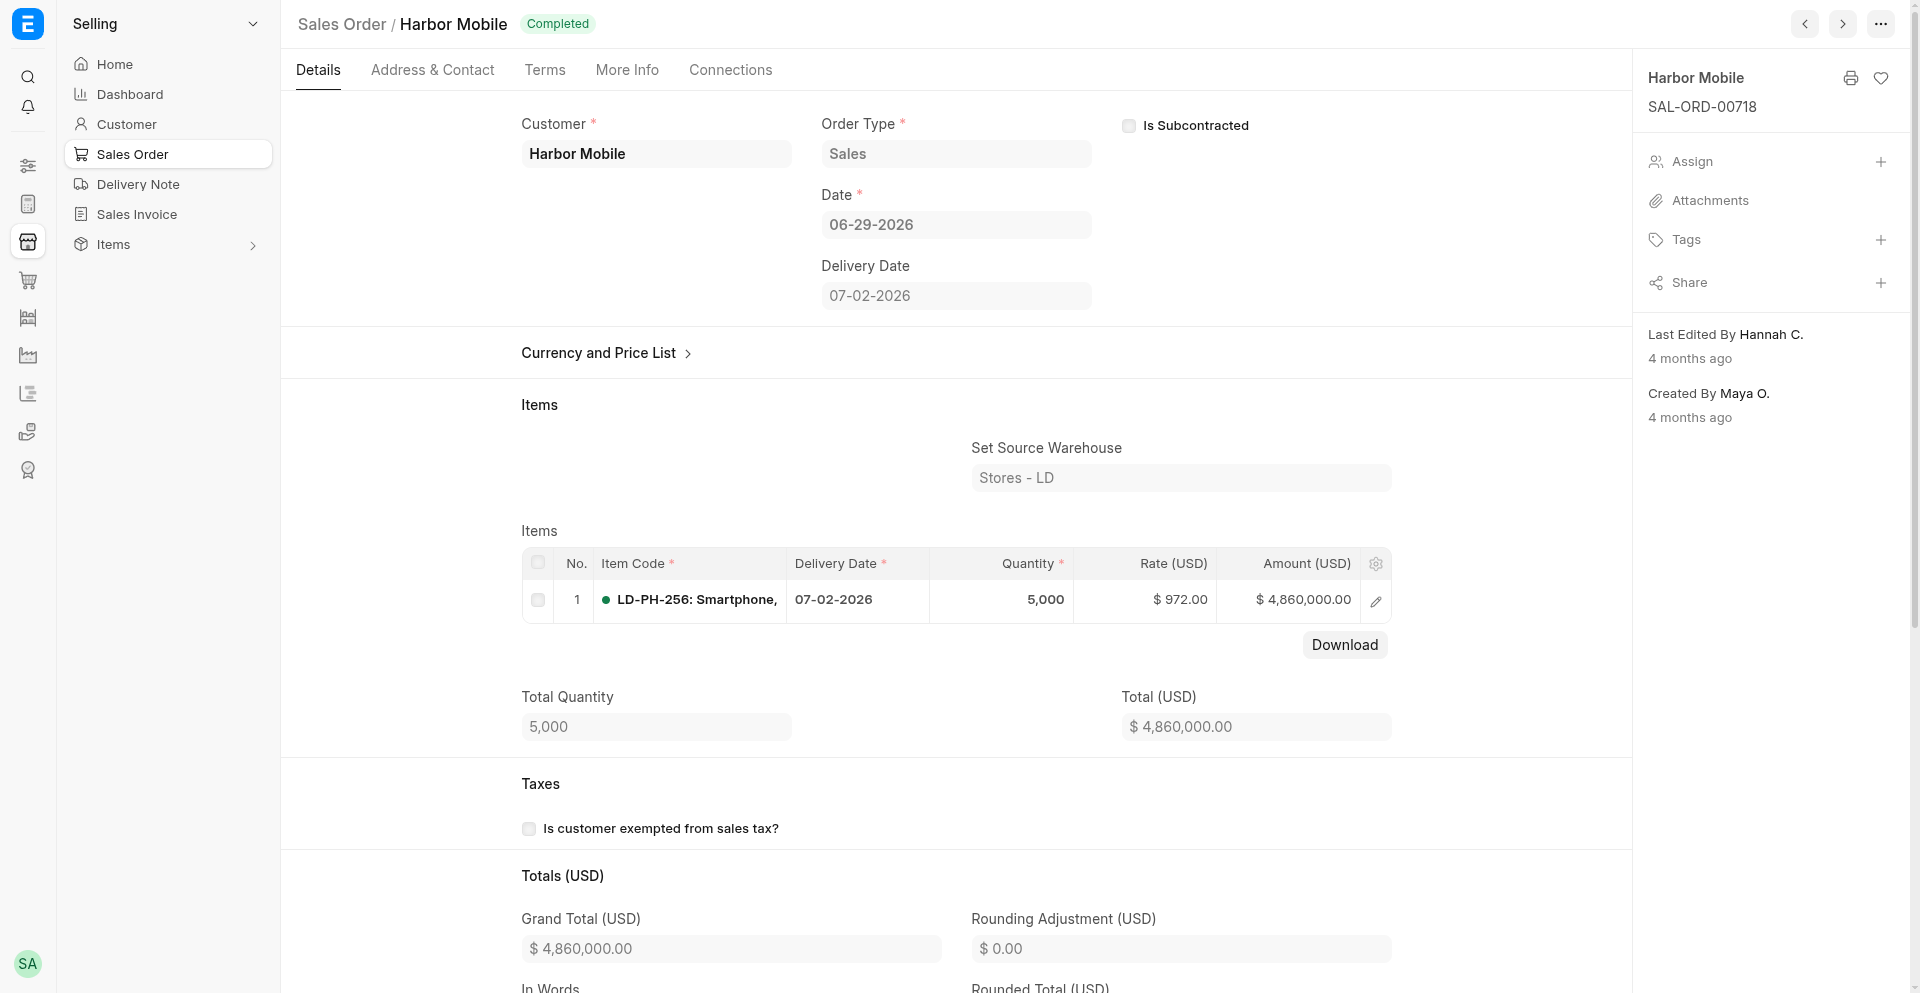 Selling
Home
Dashboard
Customer
Sales Order
Delivery Note
Sales Invoice
Items
SA
Sales Order / Harbor Mobile Completed
Details Address & Contact Terms More Info Connections
Customer *
Harbor Mobile
Order Type *
Sales
Is Subcontracted
Date *
06-29-2026
Delivery Date
07-02-2026
Currency and Price List
Items
Set Source Warehouse
Stores - LD
Items
No. Item Code * Delivery Date * Quantity * Rate (USD) Amount (USD)
1 LD-PH-256: Smartphone, 07-02-2026 5,000 $ 972.00 $ 4,860,000.00
Download
Total Quantity
5,000
Total (USD)
$ 4,860,000.00
Taxes
Is customer exempted from sales tax?
Totals (USD)
Grand Total (USD)
$ 4,860,000.00
Rounding Adjustment (USD)
$ 0.00
In Words
Rounded Total (USD)
Harbor Mobile
SAL-ORD-00718
Assign
Attachments
Tags
Share
Last Edited By Hannah C.
4 months ago
Created By Maya O.
4 months ago